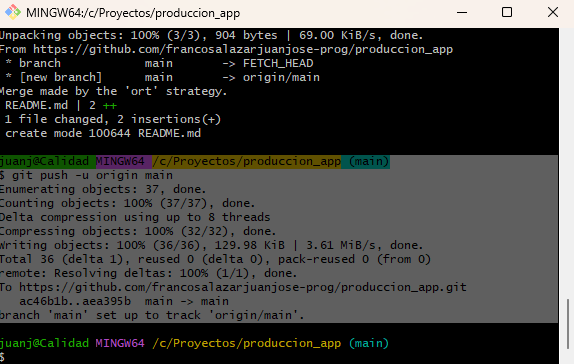 MINGW64:/c/Proyectos/produccion_app
Unpacking objects: 100% (3/3), 904 bytes | 69.00 KiB/s, done.
From https://github.com/francosalazarjuanjose-prog/produccion_app
 * branch            main       -> FETCH_HEAD
 * [new branch]      main       -> origin/main
Merge made by the 'ort' strategy.
 README.md | 2 ++
 1 file changed, 2 insertions(+)
 create mode 100644 README.md
juanj@Calidad MINGW64 /c/Proyectos/produccion_app (main)
$ git push -u origin main
Enumerating objects: 37, done.
Counting objects: 100% (37/37), done.
Delta compression using up to 8 threads
Compressing objects: 100% (32/32), done.
Writing objects: 100% (36/36), 129.98 KiB | 3.61 MiB/s, done.
Total 36 (delta 1), reused 0 (delta 0), pack-reused 0 (from 0)
remote: Resolving deltas: 100% (1/1), done.
To https://github.com/francosalazarjuanjose-prog/produccion_app.git
   ac46b1b..aea395b  main -> main
branch 'main' set up to track 'origin/main'.
juanj@Calidad MINGW64 /c/Proyectos/produccion_app (main)
$